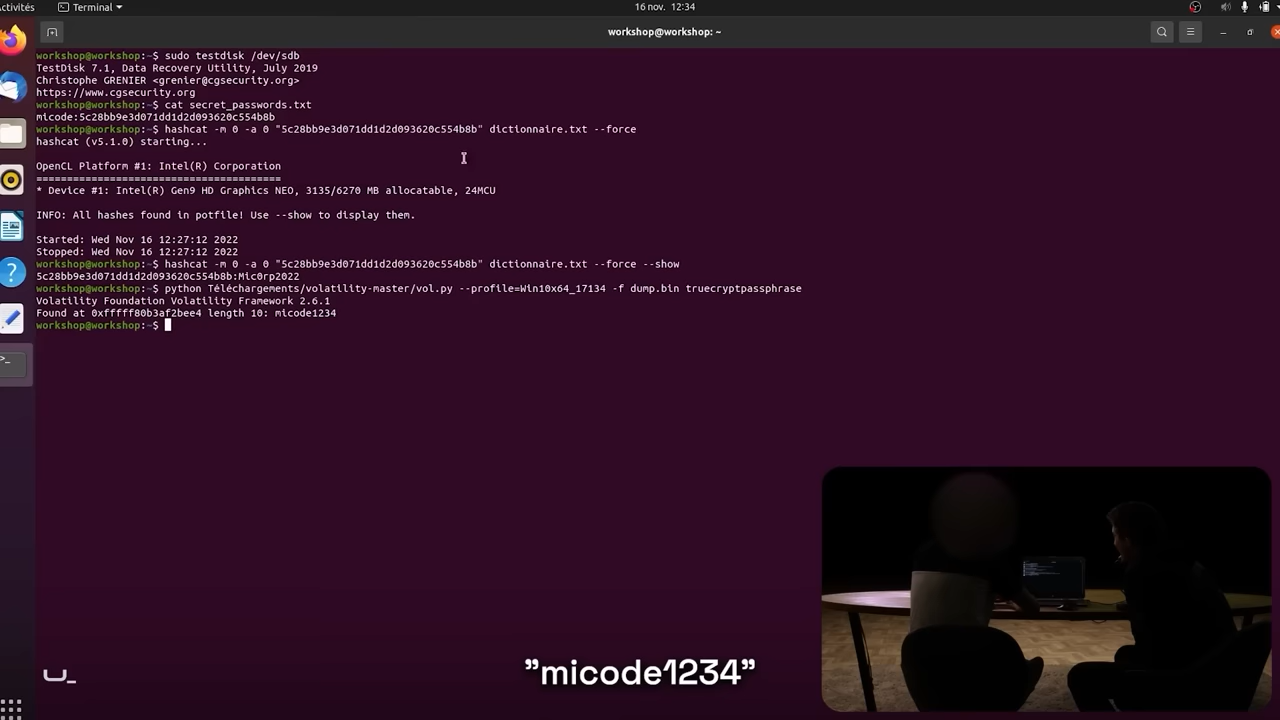 Activités
Terminal
16 nov. 12:34
workshop@workshop: ~
workshop@workshop:~$ sudo testdisk /dev/sdb
TestDisk 7.1, Data Recovery Utility, July 2019
Christophe GRENIER <grenier@cgsecurity.org>
https://www.cgsecurity.org
workshop@workshop:~$ cat secret_passwords.txt
micode:5c28bb9e3d071dd1d2d093620c554b8b
workshop@workshop:~$ hashcat -m 0 -a 0 "5c28bb9e3d071dd1d2d093620c554b8b" dictionnaire.txt --force
hashcat (v5.1.0) starting...
OpenCL Platform #1: Intel(R) Corporation
========================================
* Device #1: Intel(R) Gen9 HD Graphics NEO, 3135/6270 MB allocatable, 24MCU
INFO: All hashes found in potfile! Use --show to display them.
Started: Wed Nov 16 12:27:12 2022
Stopped: Wed Nov 16 12:27:12 2022
workshop@workshop:~$ hashcat -m 0 -a 0 "5c28bb9e3d071dd1d2d093620c554b8b" dictionnaire.txt --force --show
5c28bb9e3d071dd1d2d093620c554b8b:Mic0rp2022
workshop@workshop:~$ python Téléchargements/volatility-master/vol.py --profile=Win10x64_17134 -f dump.bin truecryptpassphrase
Volatility Foundation Volatility Framework 2.6.1
Found at 0xfffff80b3af2bee4 length 10: micode1234
workshop@workshop:~$
"micode1234"